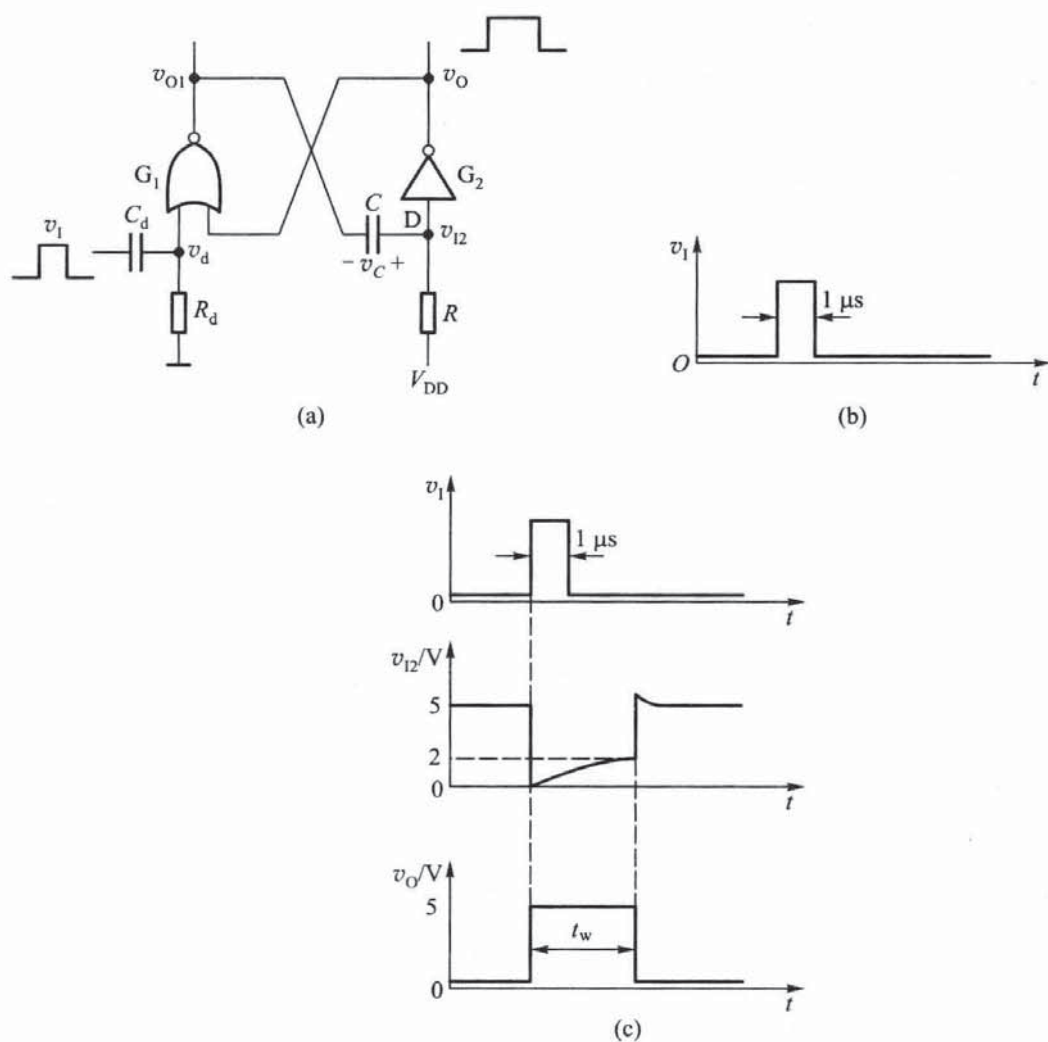 v_O1
v_O
G_1
G_2
C
D
v_I2
- v_C +
v_I
C_d
v_d
R_d
R
V_DD
(a)
v_I
1 μs
O
t
(b)
v_I
1 μs
0
t
v_I2/V
5
2
0
t
v_O/V
5
t_w
0
t
(c)